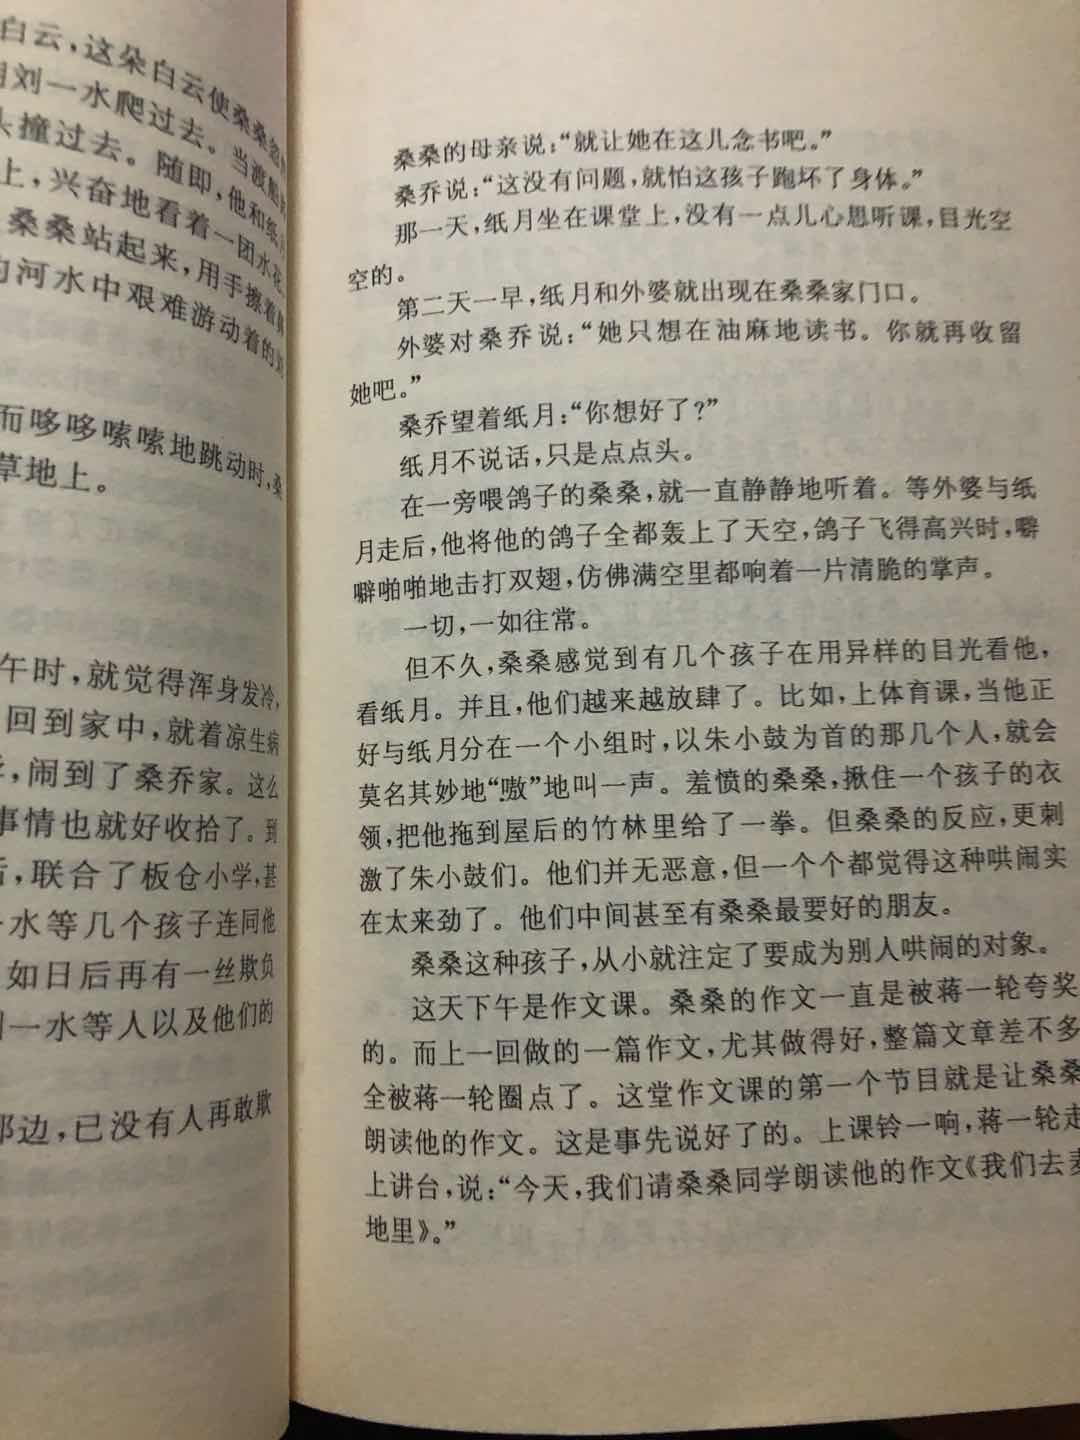 白云，这朵白云使桑桑忽
刘一水爬过去。当渡船
撞过去。随即，他和纸
上，兴奋地看着一团水花
桑桑站起来，用手擦着
河水中艰难游动着的刘
而哆哆嗦嗦地跳动时，桑
草地上。
午时，就觉得浑身发冷，
回到家中，就着凉生病
，闹到了桑乔家。这么
事情也就好收拾了。到
后，联合了板仓小学，甚
水等几个孩子连同他
如日后再有一丝欺负
一水等人以及他们的
那边，已没有人再敢欺
桑桑的母亲说：“就让她在这儿念书吧。”
桑乔说：“这没有问题，就怕这孩子跑坏了身体。”
那一天，纸月坐在课堂上，没有一点儿心思听课，目光空
空的。
第二天一早，纸月和外婆就出现在桑桑家门口。
外婆对桑乔说：“她只想在油麻地读书。你就再收留
她吧。”
桑乔望着纸月：“你想好了？”
纸月不说话，只是点点头。
在一旁喂鸽子的桑桑，就一直静静地听着。等外婆与纸
月走后，他将他的鸽子全都轰上了天空，鸽子飞得高兴时，噼
噼啪啪地击打双翅，仿佛满空里都响着一片清脆的掌声。
一切，一如往常。
但不久，桑桑感觉到有几个孩子在用异样的目光看他，
看纸月。并且，他们越来越放肆了。比如，上体育课，当他正
好与纸月分在一个小组时，以朱小鼓为首的那几个人，就会
莫名其妙地“嗷”地叫一声。羞愤的桑桑，揪住一个孩子的衣
领，把他拖到屋后的竹林里给了一拳。但桑桑的反应，更刺
激了朱小鼓们。他们并无恶意，但一个个都觉得这种哄闹实
在太来劲了。他们中间甚至有桑桑最要好的朋友。
桑桑这种孩子，从小就注定了要成为别人哄闹的对象。
这天下午是作文课。桑桑的作文一直是被蒋一轮夸奖
的。而上一回做的一篇作文，尤其做得好，整篇文章差不多
全被蒋一轮圈点了。这堂作文课的第一个节目就是让桑桑
朗读他的作文。这是事先说好了的。上课铃一响，蒋一轮走
上讲台，说：“今天，我们请桑桑同学朗读他的作文《我们去麦
地里》。”